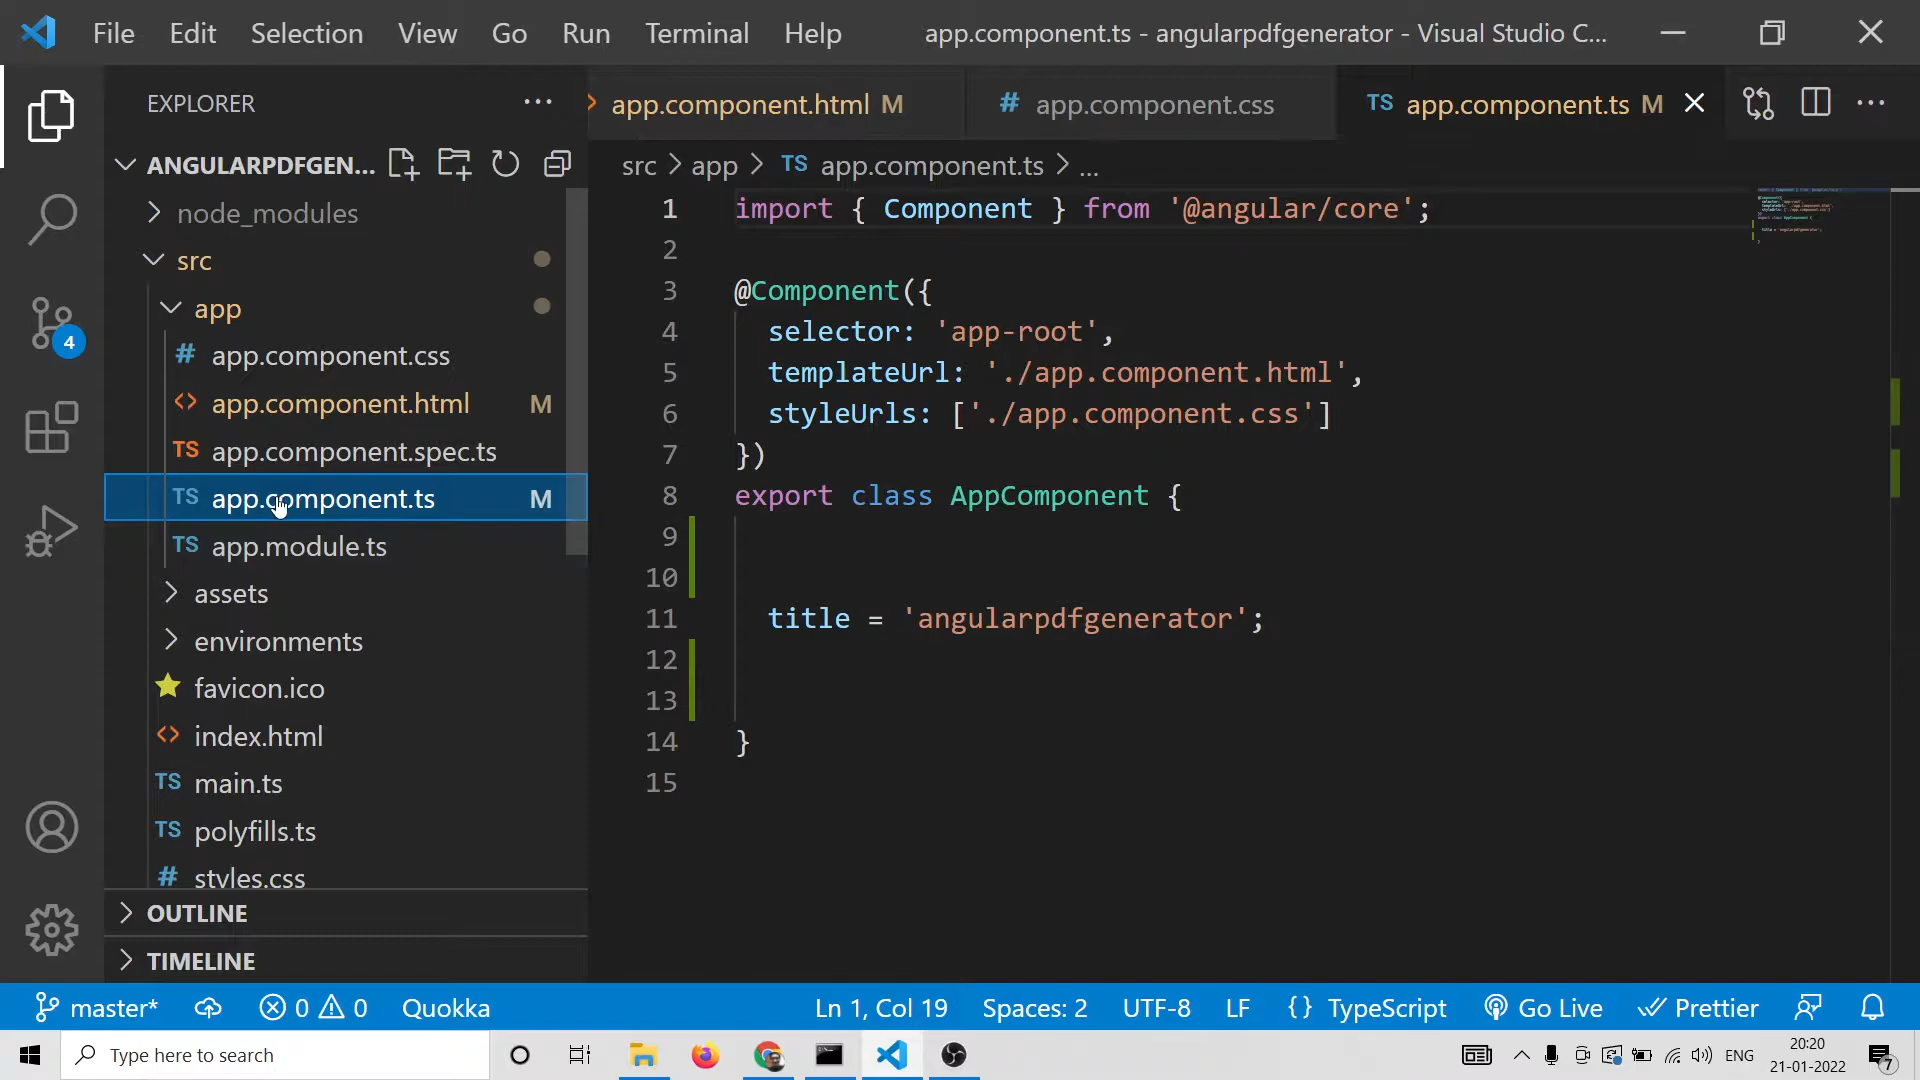 File Edit Selection View Go Run Terminal Help app.component.ts - angularpdfgenerator - Visual Studio C...
EXPLORER
app.component.html M
# app.component.css
TS app.component.ts M
ANGULARPDFGEN...
src > app > TS app.component.ts > ...
node_modules
src
app
# app.component.css
<> app.component.html M
TS app.component.spec.ts
TS app.component.ts M
TS app.module.ts
assets
environments
favicon.ico
<> index.html
TS main.ts
TS polyfills.ts
# styles.css
OUTLINE
TIMELINE
4
1 import { Component } from '@angular/core';
2
3 @Component({
4 selector: 'app-root',
5 templateUrl: './app.component.html',
6 styleUrls: ['./app.component.css']
7 })
8 export class AppComponent {
9
10
11 title = 'angularpdfgenerator';
12
13
14 }
15
master* 0 0 Quokka Ln 1, Col 19 Spaces: 2 UTF-8 LF {} TypeScript Go Live Prettier
Type here to search
ENG
20:20
21-01-2022
7